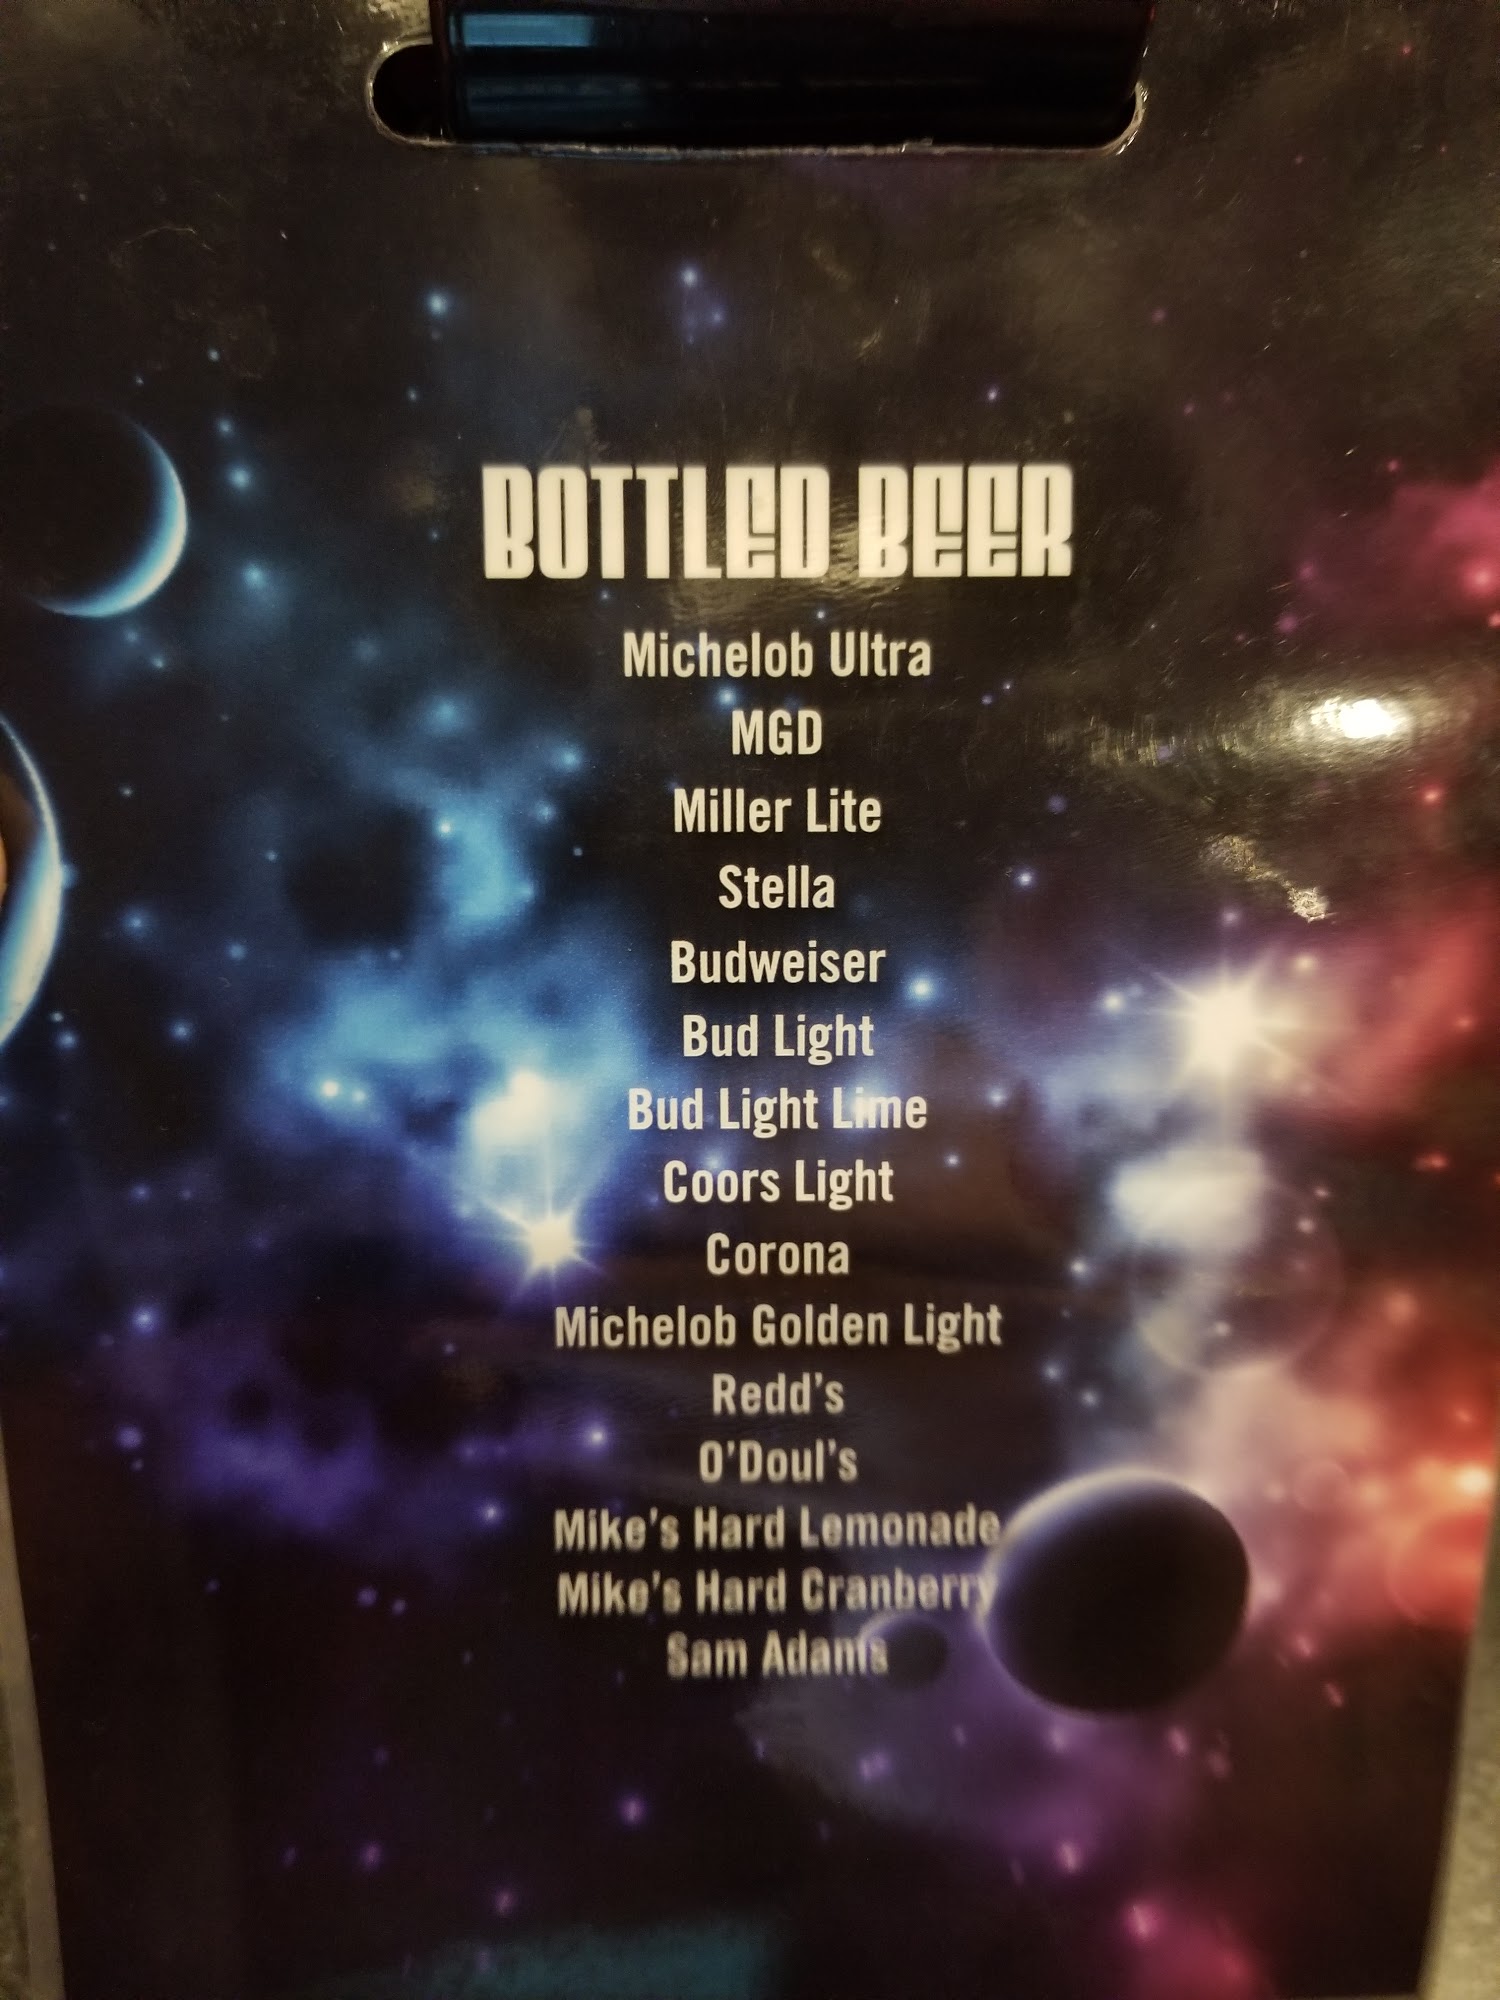 BOTTLED BEER
Michelob Ultra
MGD
Miller Lite
Stella
Budweiser
Bud Light
Bud Light Lime
Coors Light
Corona
Michelob Golden Light
Redd's
O'Doul's
Mike's Hard Lemonade
Mike's Hard Cranberry
Sam Adams